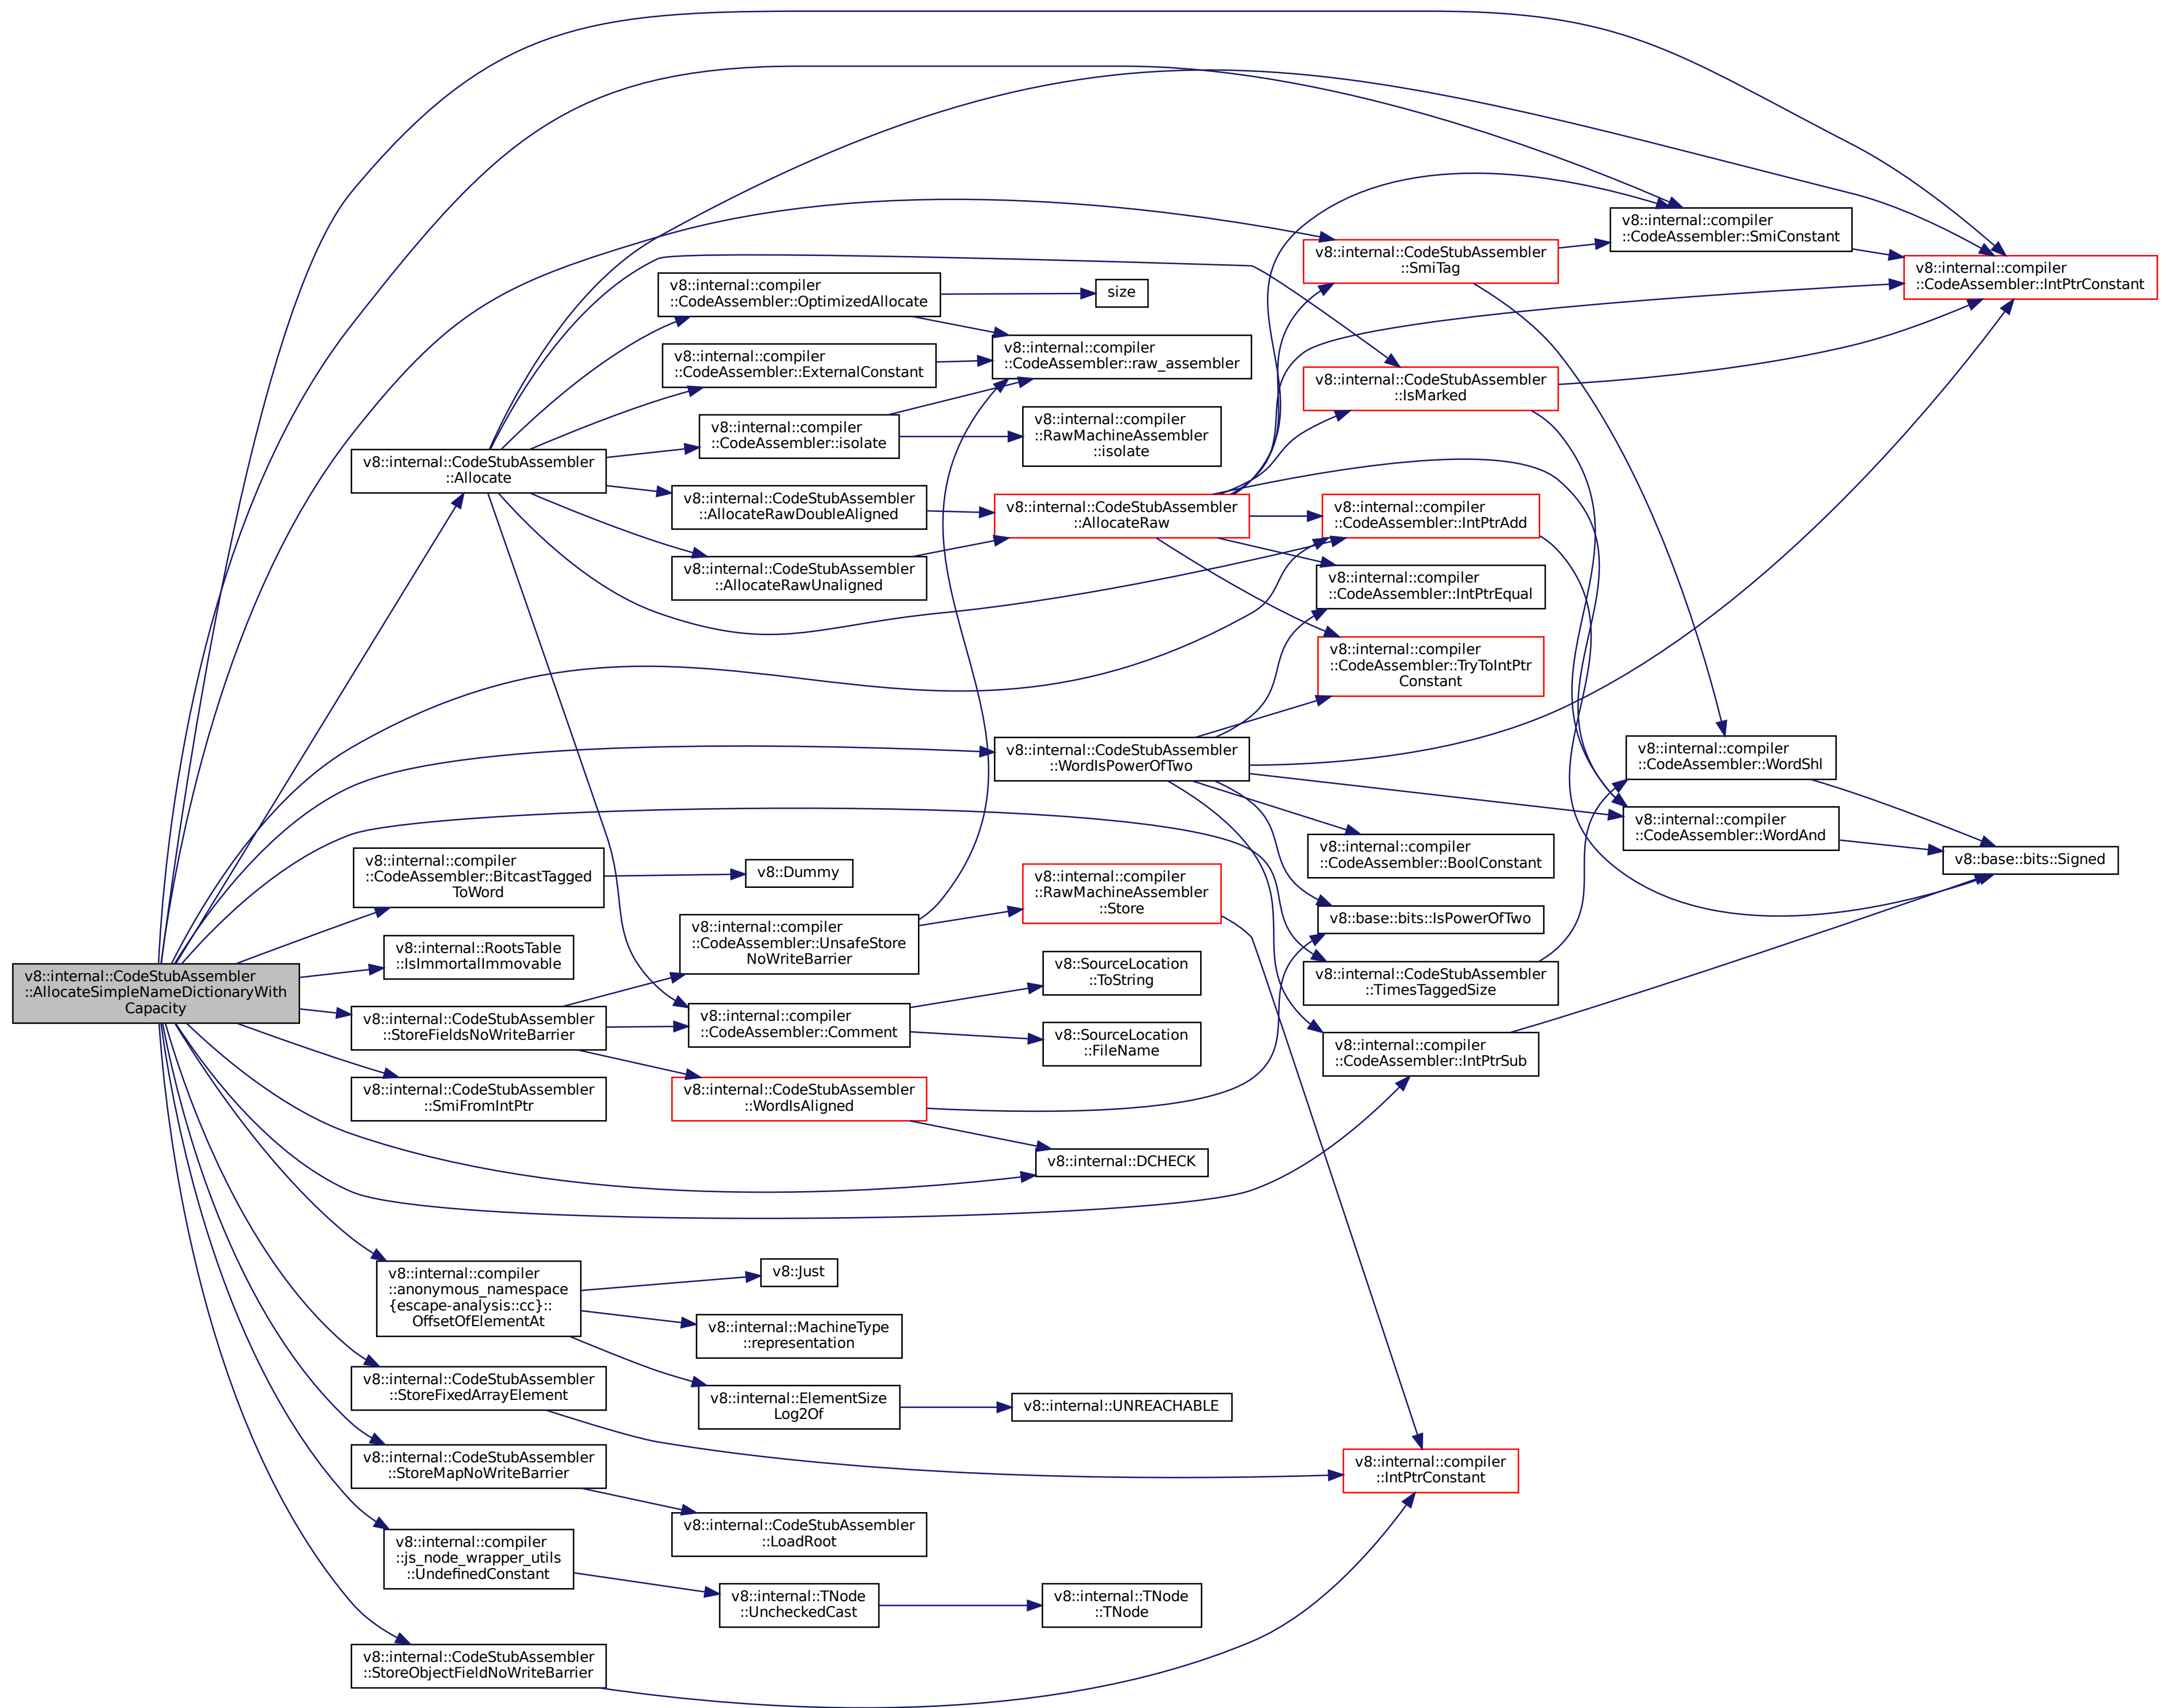 v8::internal::CodeStubAssembler
::AllocateSimpleNameDictionaryWith
Capacity
v8::internal::CodeStubAssembler
::Allocate
v8::internal::compiler
::CodeAssembler::BitcastTagged
ToWord
v8::internal::RootsTable
::IsImmortalImmovable
v8::internal::CodeStubAssembler
::StoreFieldsNoWriteBarrier
v8::internal::CodeStubAssembler
::SmiFromIntPtr
v8::internal::compiler
::anonymous_namespace
{escape-analysis::cc}::
OffsetOfElementAt
v8::internal::CodeStubAssembler
::StoreFixedArrayElement
v8::internal::CodeStubAssembler
::StoreMapNoWriteBarrier
v8::internal::compiler
::js_node_wrapper_utils
::UndefinedConstant
v8::internal::CodeStubAssembler
::StoreObjectFieldNoWriteBarrier
v8::internal::compiler
::CodeAssembler::OptimizedAllocate
v8::internal::compiler
::CodeAssembler::ExternalConstant
v8::internal::compiler
::CodeAssembler::isolate
v8::internal::CodeStubAssembler
::AllocateRawDoubleAligned
v8::internal::CodeStubAssembler
::AllocateRawUnaligned
v8::Dummy
v8::internal::compiler
::CodeAssembler::UnsafeStore
NoWriteBarrier
v8::internal::compiler
::CodeAssembler::Comment
v8::internal::CodeStubAssembler
::WordIsAligned
v8::Just
v8::internal::MachineType
::representation
v8::internal::ElementSize
Log2Of
v8::internal::CodeStubAssembler
::LoadRoot
v8::internal::TNode
::UncheckedCast
size
v8::internal::compiler
::CodeAssembler::raw_assembler
v8::internal::compiler
::RawMachineAssembler
::isolate
v8::internal::CodeStubAssembler
::AllocateRaw
v8::internal::CodeStubAssembler
::WordIsPowerOfTwo
v8::internal::compiler
::RawMachineAssembler
::Store
v8::SourceLocation
::ToString
v8::SourceLocation
::FileName
v8::internal::DCHECK
v8::internal::UNREACHABLE
v8::internal::TNode
::TNode
v8::internal::CodeStubAssembler
::SmiTag
v8::internal::CodeStubAssembler
::IsMarked
v8::internal::compiler
::CodeAssembler::IntPtrAdd
v8::internal::compiler
::CodeAssembler::IntPtrEqual
v8::internal::compiler
::CodeAssembler::TryToIntPtr
Constant
v8::internal::compiler
::CodeAssembler::BoolConstant
v8::base::bits::IsPowerOfTwo
v8::internal::CodeStubAssembler
::TimesTaggedSize
v8::internal::compiler
::CodeAssembler::IntPtrSub
v8::internal::compiler
::IntPtrConstant
v8::internal::compiler
::CodeAssembler::SmiConstant
v8::internal::compiler
::CodeAssembler::WordShl
v8::internal::compiler
::CodeAssembler::WordAnd
v8::internal::compiler
::CodeAssembler::IntPtrConstant
v8::base::bits::Signed